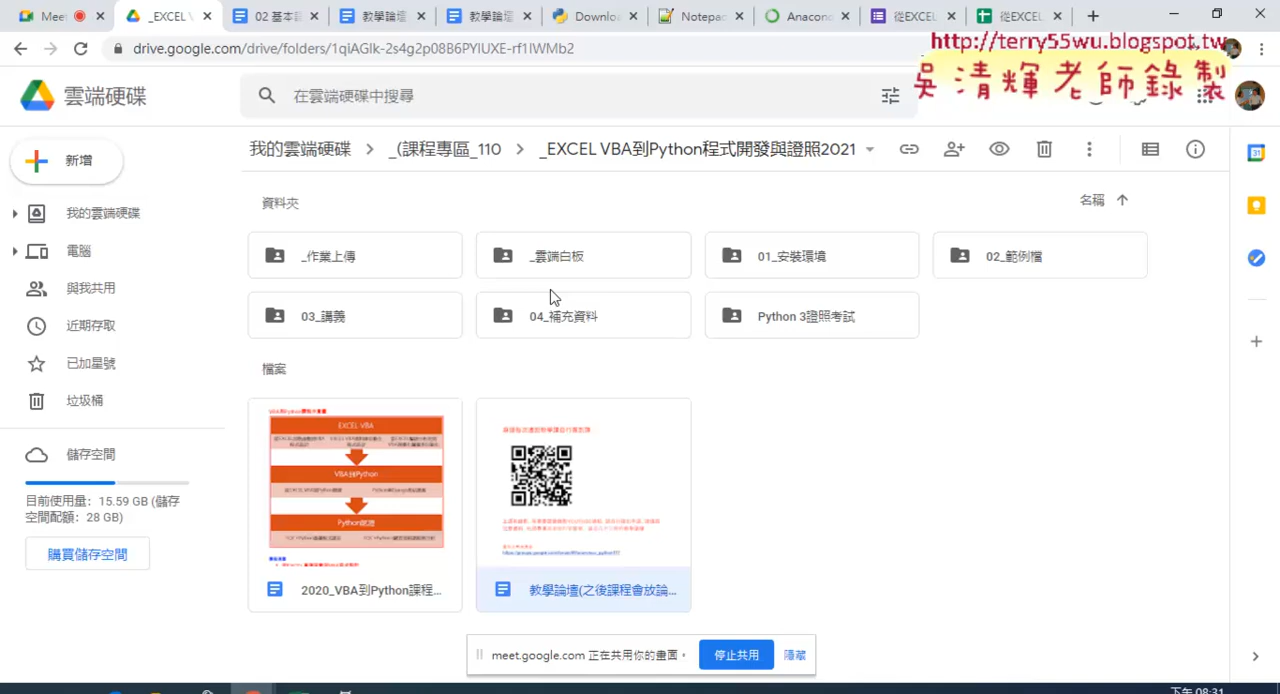 Meet
_EXCEL V
02 基本語
教學論壇
教學論壇
Downlo
Notepad
Anacon
從EXCEL
從EXCEL
drive.google.com/drive/folders/1qiAGlk-2s4g2p08B6PYlUXE-rf1IWMb2
http://terry55wu.blogspot.tw
吳清輝老師錄製
雲端硬碟
在雲端硬碟中搜尋
新增
我的雲端硬碟 > _(課程專區_110 > _EXCEL VBA到Python程式開發與證照2021
資料夾
名稱
我的雲端硬碟
電腦
與我共用
近期存取
已加星號
垃圾桶
儲存空間
目前使用量：15.59 GB (儲存
空間配額：28 GB)
購買儲存空間
_作業上傳
_雲端白板
01_安裝環境
02_範例檔
03_講義
04_補充資料
Python 3證照考試
檔案
EXCEL VBA
VBA到Python
Python認證
2020_VBA到Python課程...
教學論壇(之後課程會放論...
meet.google.com 正在共用你的畫面。
停止共用
隱藏
31
下午 08:31